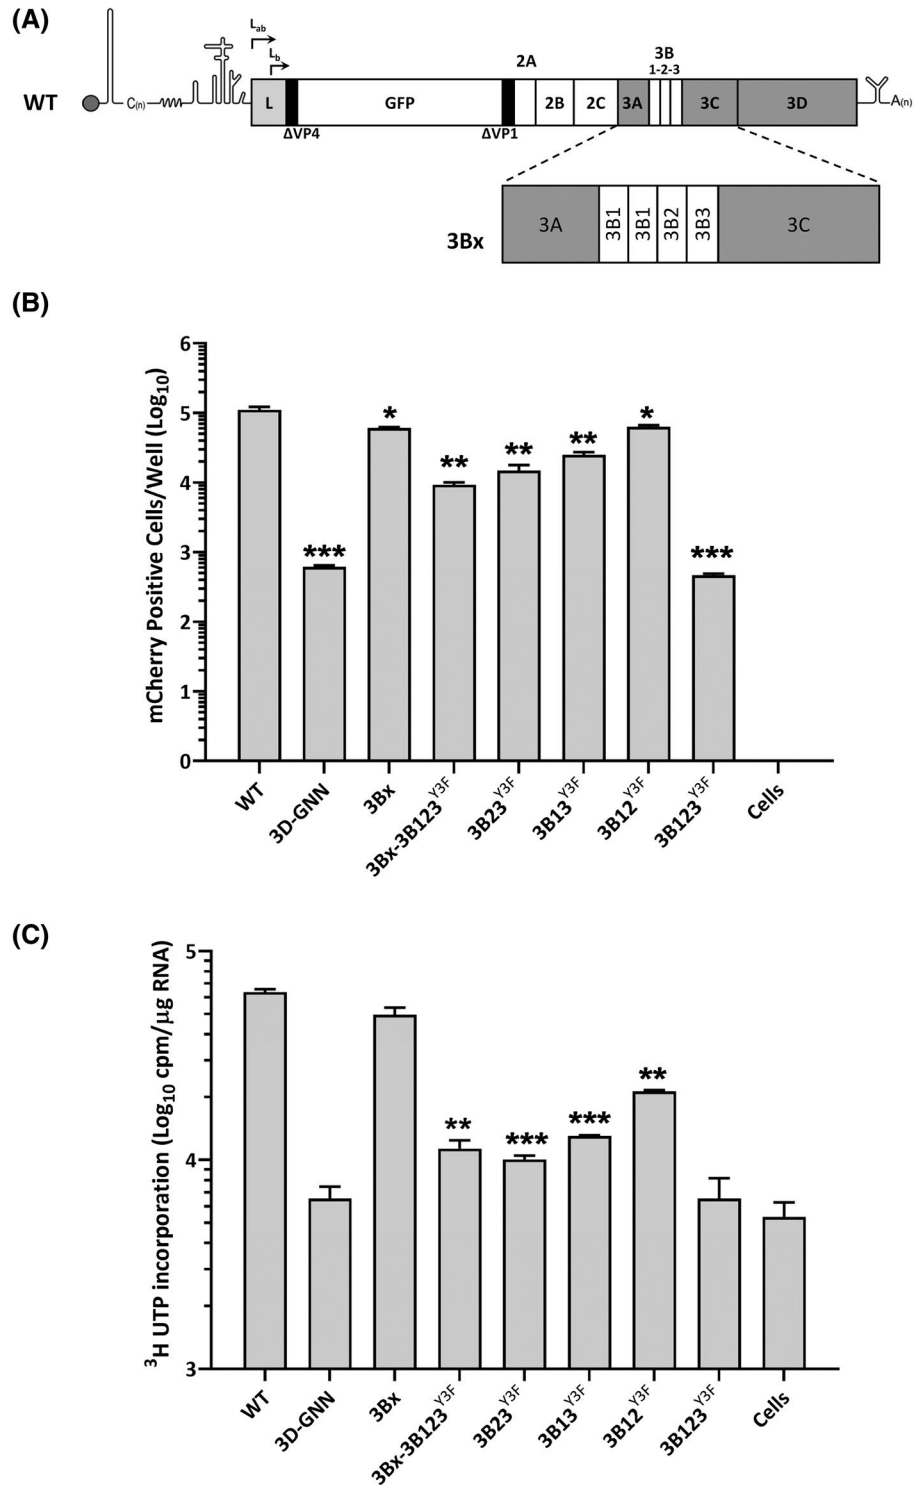 (A)
Lab
Lb
2A
3B
1-2-3
WT
C(n)
L
GFP
2B
2C
3A
3C
3D
A(n)
ΔVP4
ΔVP1
3Bx
3A
3B1
3B1
3B2
3B3
3C
(B)
mCherry Positive Cells/Well (Log10)
6
5
4
3
2
1
0
***
*
**
**
**
*
***
WT
3D-GNN
3Bx
3Bx-3B123Y3F
3B23Y3F
3B13Y3F
3B12Y3F
3B123Y3F
Cells
(C)
3H UTP incorporation (Log10 cpm/µg RNA)
5
4
3
**
***
***
**
WT
3D-GNN
3Bx
3Bx-3B123Y3F
3B23Y3F
3B13Y3F
3B12Y3F
3B123Y3F
Cells